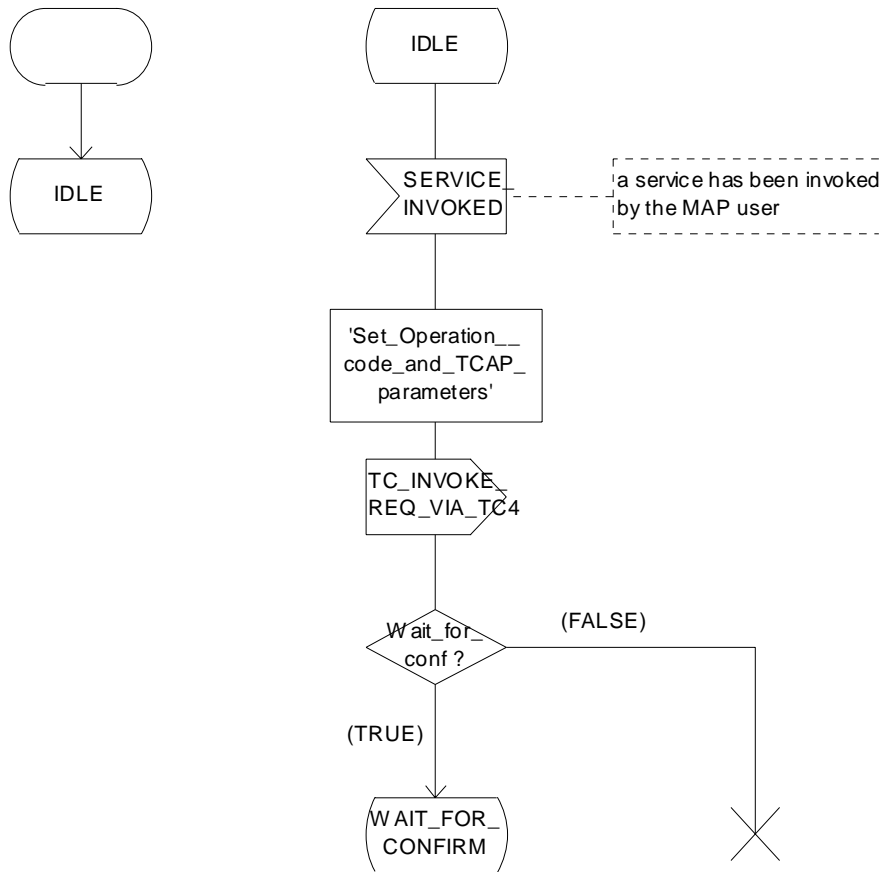 IDLE
IDLE
SERVICE_
INVOKED
a service has been invoked
by the MAP user
'Set_Operation__
code_and_TCAP_
parameters'
TC_INVOKE_
REQ_VIA_TC4
Wait_for_
conf ?
(FALSE)
(TRUE)
WAIT_FOR_
CONFIRM